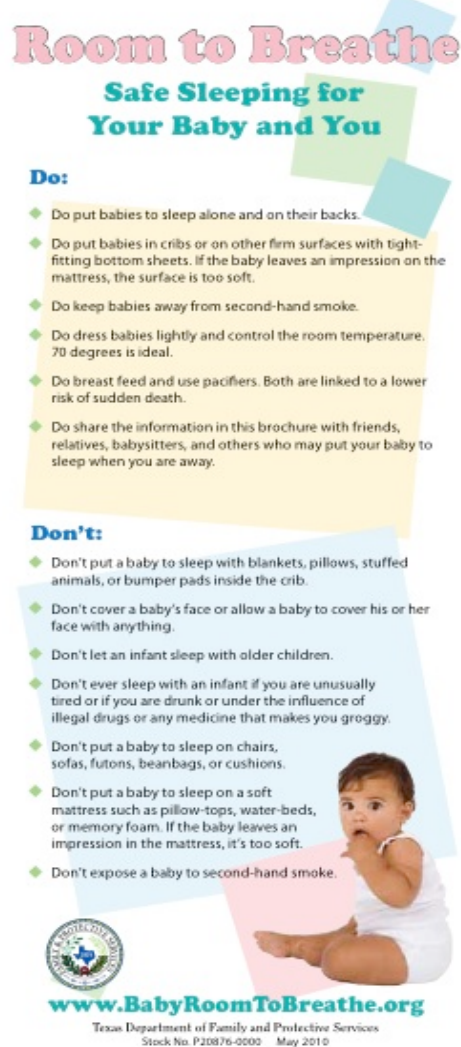 Room to Breathe
Safe Sleeping for
Your Baby and You
Do:
Do put babies to sleep alone and on their backs.
Do put babies in cribs or on other firm surfaces with tight-
fitting bottom sheets. If the baby leaves an impression on the
mattress, the surface is too soft.
Do keep babies away from second-hand smoke.
Do dress babies lightly and control the room temperature.
70 degrees is ideal.
Do breast feed and use pacifiers. Both are linked to a lower
risk of sudden death.
Do share the information in this brochure with friends,
relatives, babysitters, and others who may put your baby to
sleep when you are away.
Don't:
Don't put a baby to sleep with blankets, pillows, stuffed
animals, or bumper pads inside the crib.
Don't cover a baby's face or allow a baby to cover his or her
face with anything.
Don't let an infant sleep with older children.
Don't ever sleep with an infant if you are unusually
tired or if you are drunk or under the influence of
illegal drugs or any medicine that makes you groggy.
Don't put a baby to sleep on chairs,
sofas, futons, beanbags, or cushions.
Don't put a baby to sleep on a soft
mattress such as pillow-tops, water-beds,
or memory foam. If the baby leaves an
impression in the mattress, it's too soft.
Don't expose a baby to second-hand smoke.
www.BabyRoomToBreathe.org
Texas Department of Family and Protective Services
Stock No. P20876-0000 May 2010